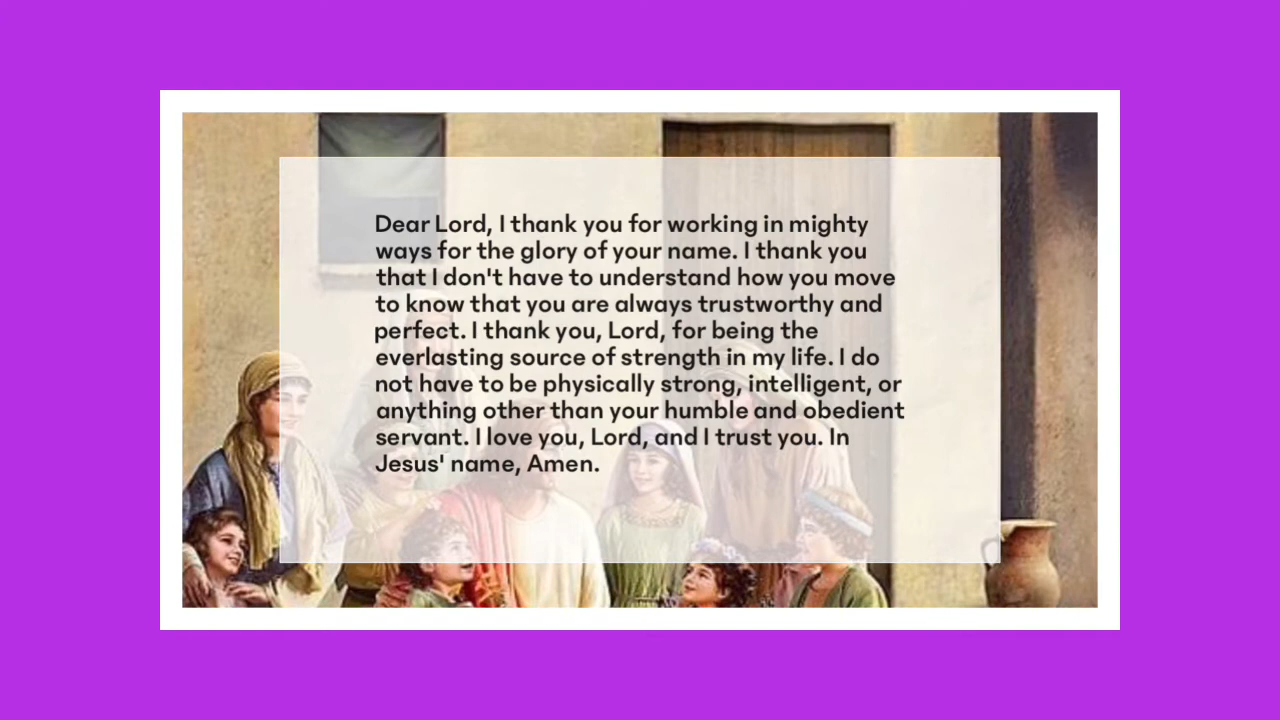 Dear Lord, I thank you for working in mighty
ways for the glory of your name. I thank you
that I don't have to understand how you move
to know that you are always trustworthy and
perfect. I thank you, Lord, for being the
everlasting source of strength in my life. I do
not have to be physically strong, intelligent, or
anything other than your humble and obedient
servant. I love you, Lord, and I trust you. In
Jesus' name, Amen.